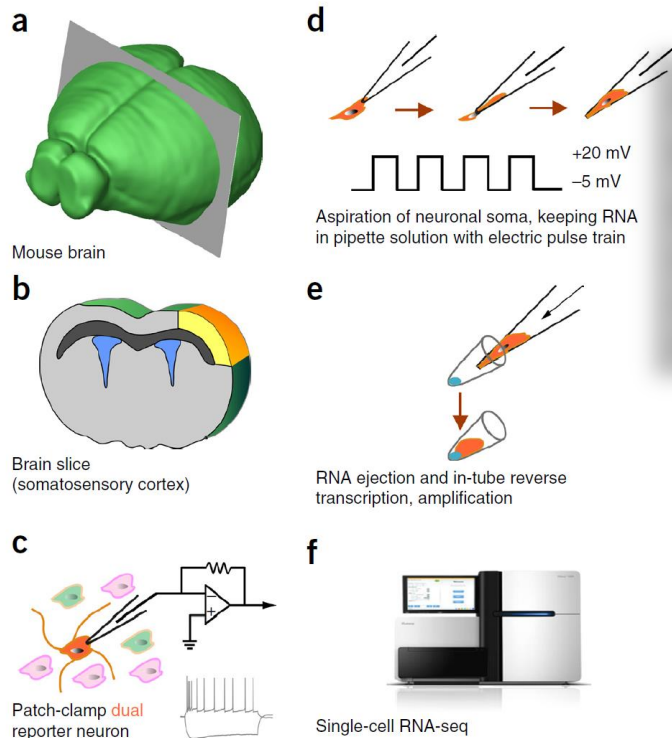 a
Mouse brain
b
Brain slice
(somatosensory cortex)
c
−
+
Patch-clamp dual
reporter neuron
d
+20 mV
–5 mV
Aspiration of neuronal soma, keeping RNA
in pipette solution with electric pulse train
e
RNA ejection and in-tube reverse
transcription, amplification
f
Single-cell RNA-seq